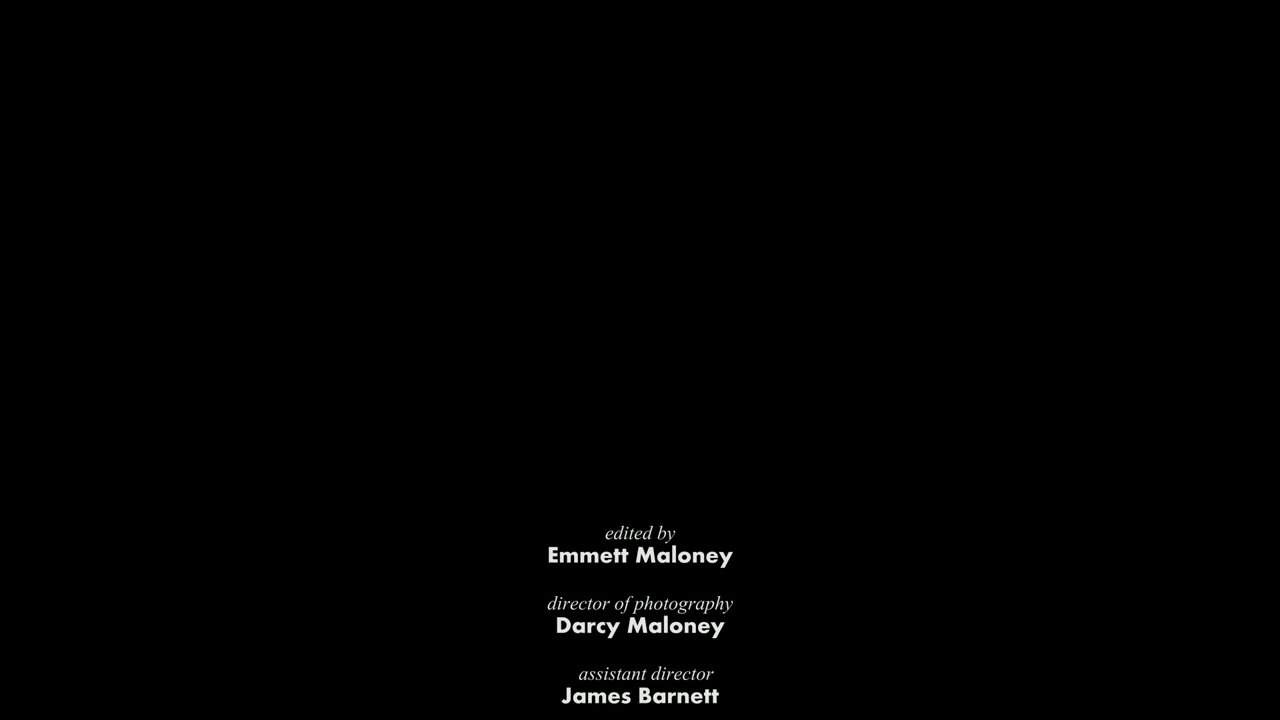 edited by
Emmett Maloney
director of photography
Darcy Maloney
assistant director
James Barnett